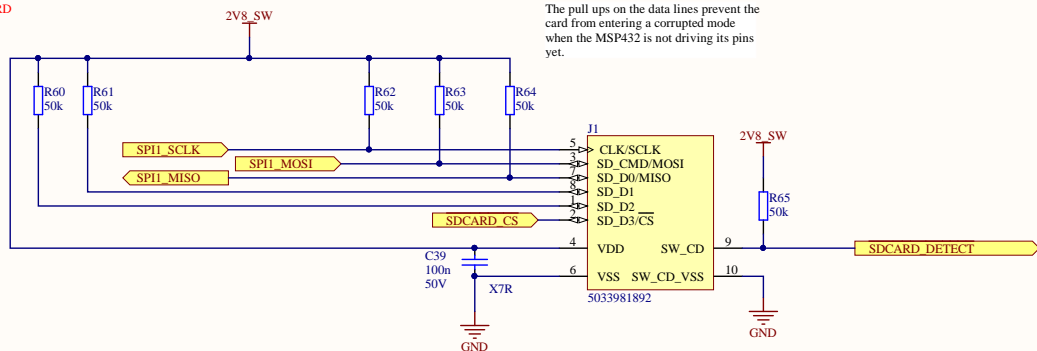 RD
The pull ups on the data lines prevent the
card from entering a corrupted mode
when the MSP432 is not driving its pins
yet.
2V8_SW
R60
50k
R61
50k
R62
50k
R63
50k
R64
50k
J1
2V8_SW
SPI1_SCLK
5
CLK/SCLK
SPI1_MOSI
3
SD_CMD/MOSI
SPI1_MISO
7
SD_D0/MISO
8
SD_D1
1
SD_D2
R65
50k
SDCARD_CS
2
SD_D3/CS
4
VDD
SW_CD
9
SDCARD_DETECT
C39
100n
50V
X7R
6
VSS
SW_CD_VSS
10
5033981892
GND
GND